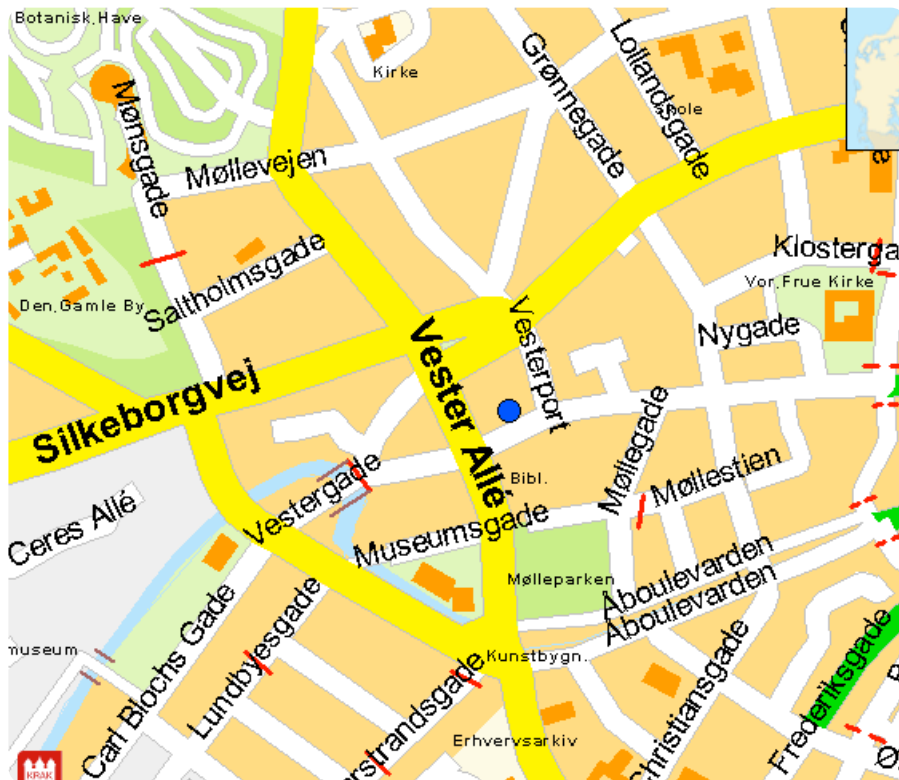 Botanisk.Have
Kirke
Grønnegade
Lollandsgade
Mønsgade
Møllevejen
Saltholmsgade
Den.Gamle By
Klosterga
Vor.Frue Kirke
Nygade
Vesterport
Vester Allé
Silkeborgvej
Møllegade
Bibl.
Møllestien
Vestergade
Museumsgade
Ceres Allé
Mølleparken
Åboulevarden
Åboulevarden
museum
Carl Blochs Gade
Lundbyesgade
Kunstbygn.
erstrandsgade
Christiansgade
Frederiksgade
Erhvervsarkiv
KRAK